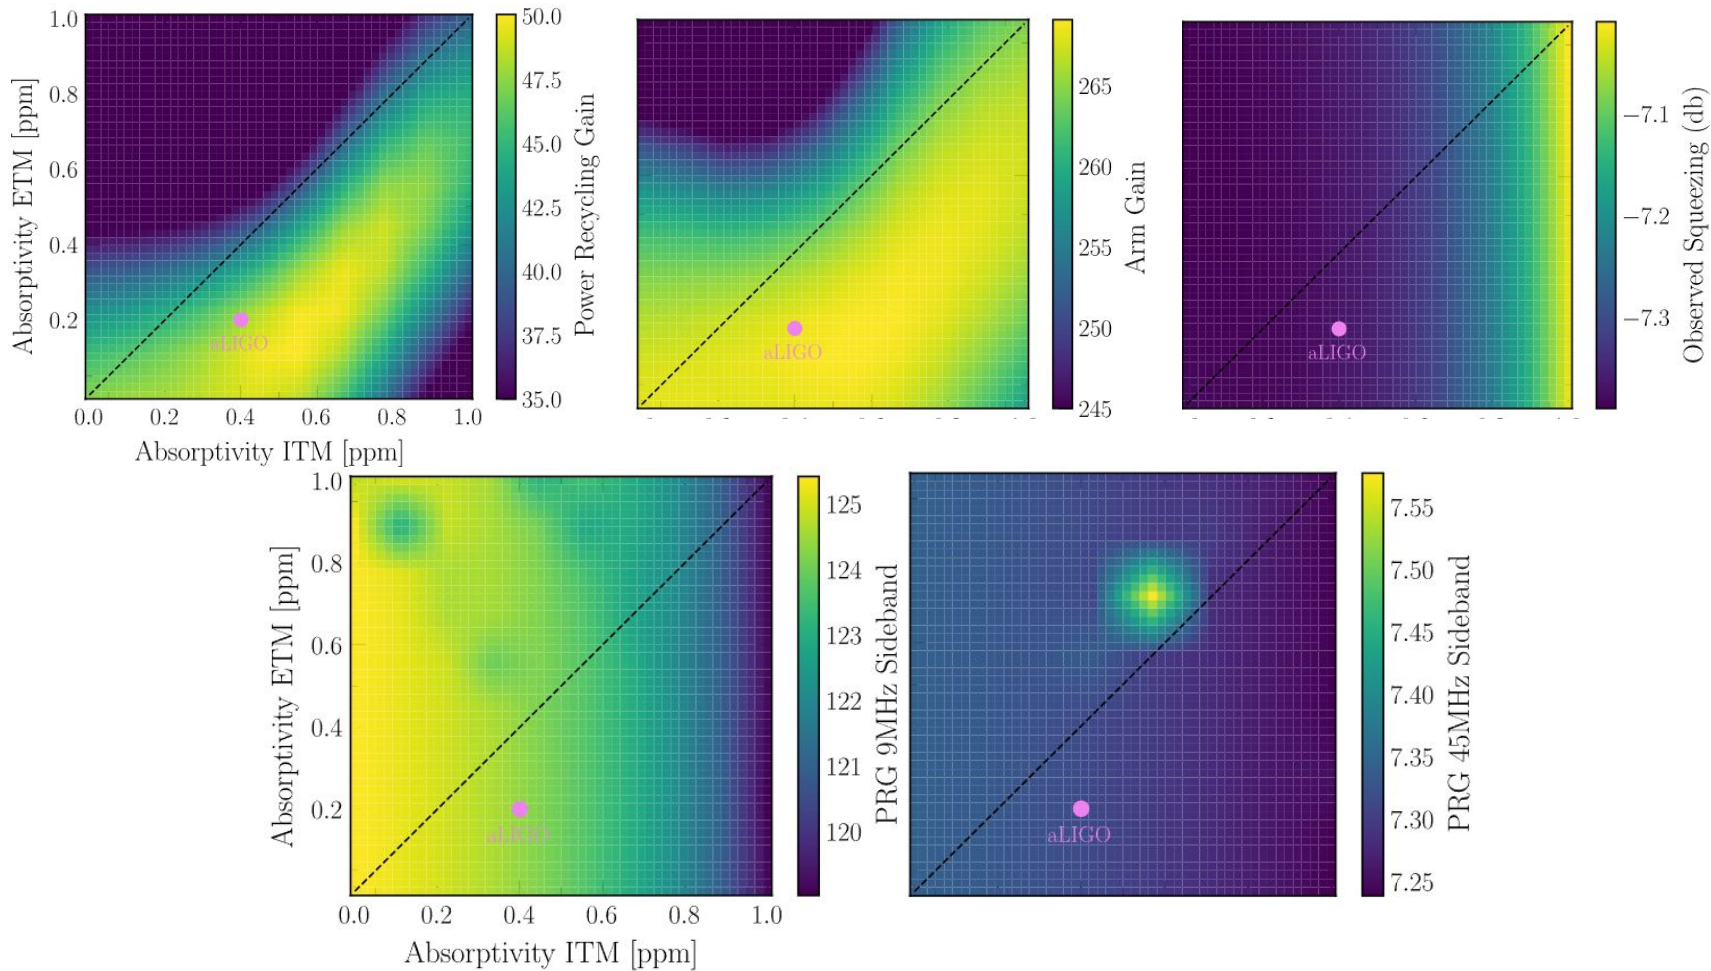 1.0
0.8
0.6
0.4
0.2
Absorptivity ETM [ppm]
aLIGO
0.0 0.2 0.4 0.6 0.8 1.0
Absorptivity ITM [ppm]
50.0
47.5
45.0
42.5
40.0
37.5
35.0
Power Recycling Gain
aLIGO
265
260
255
250
245
Arm Gain
aLIGO
−7.1
−7.2
−7.3
Observed Squeezing (db)
1.0
0.8
0.6
0.4
0.2
Absorptivity ETM [ppm]
aLIGO
0.0 0.2 0.4 0.6 0.8 1.0
Absorptivity ITM [ppm]
125
124
123
122
121
120
PRG 9MHz Sideband
aLIGO
7.55
7.50
7.45
7.40
7.35
7.30
7.25
PRG 45MHz Sideband